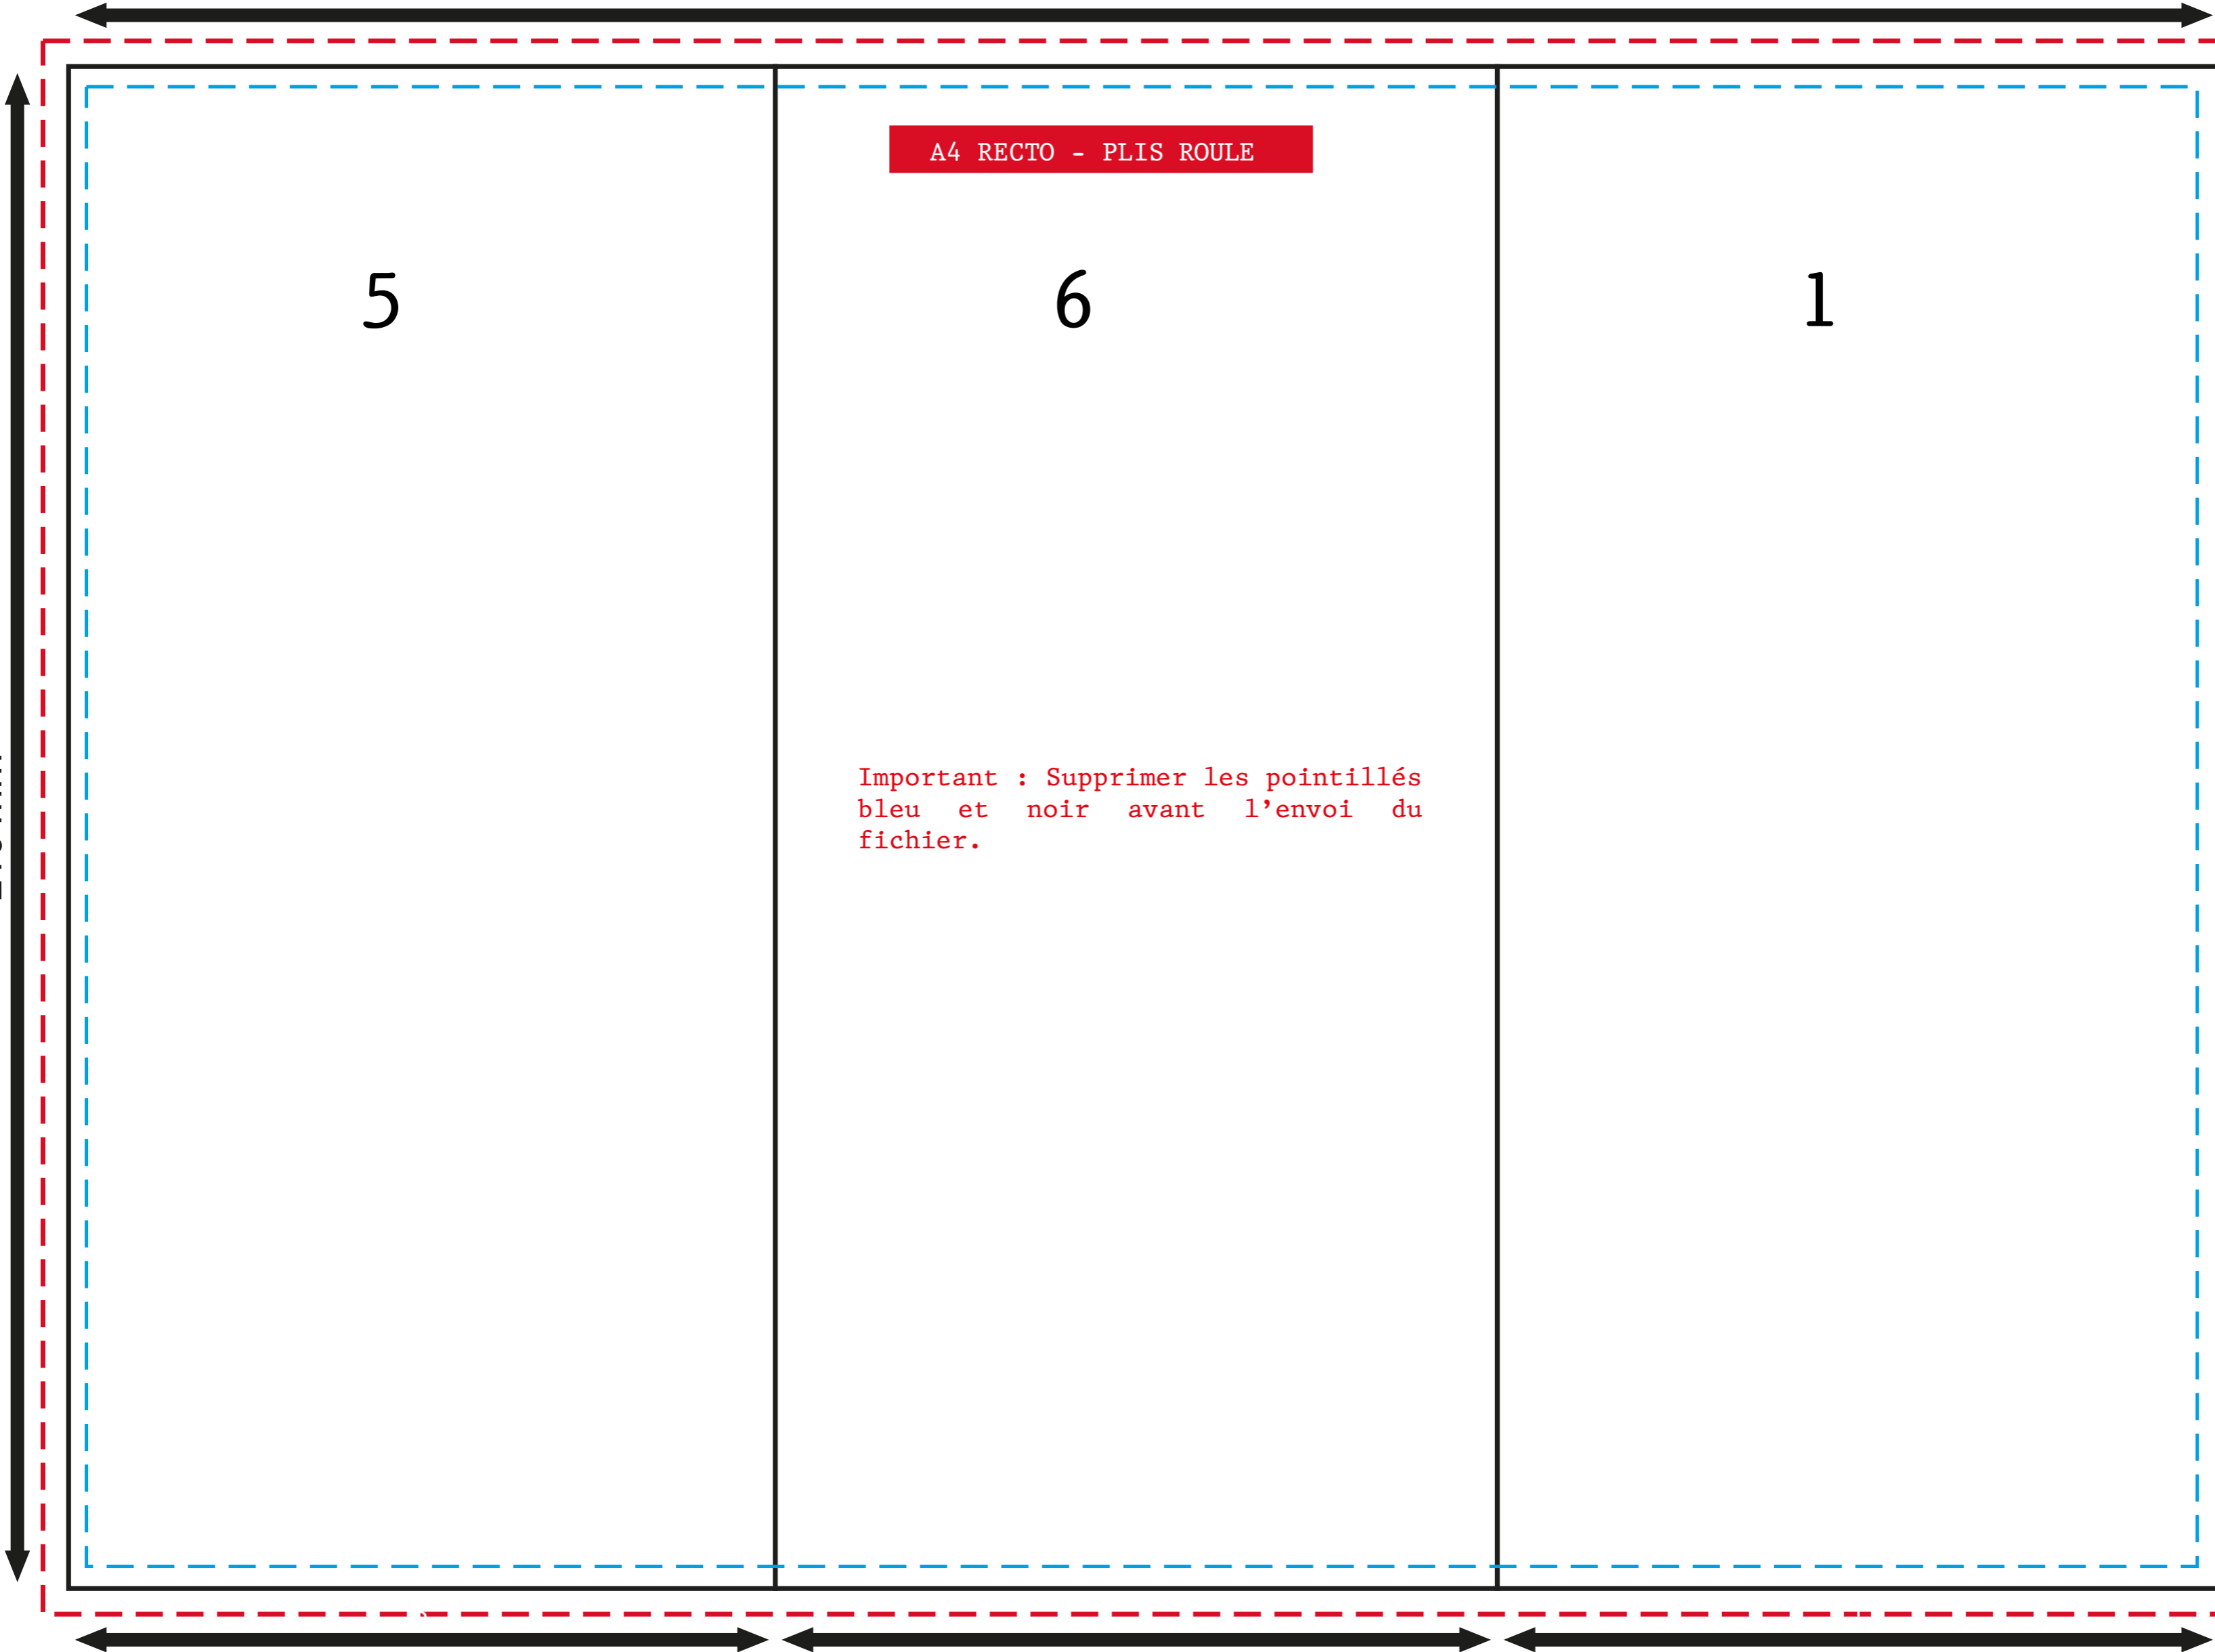 A4 RECTO - PLIS ROULE
5
6
1
Important : Supprimer les pointillés
bleu et noir avant l’envoi du
fichier.